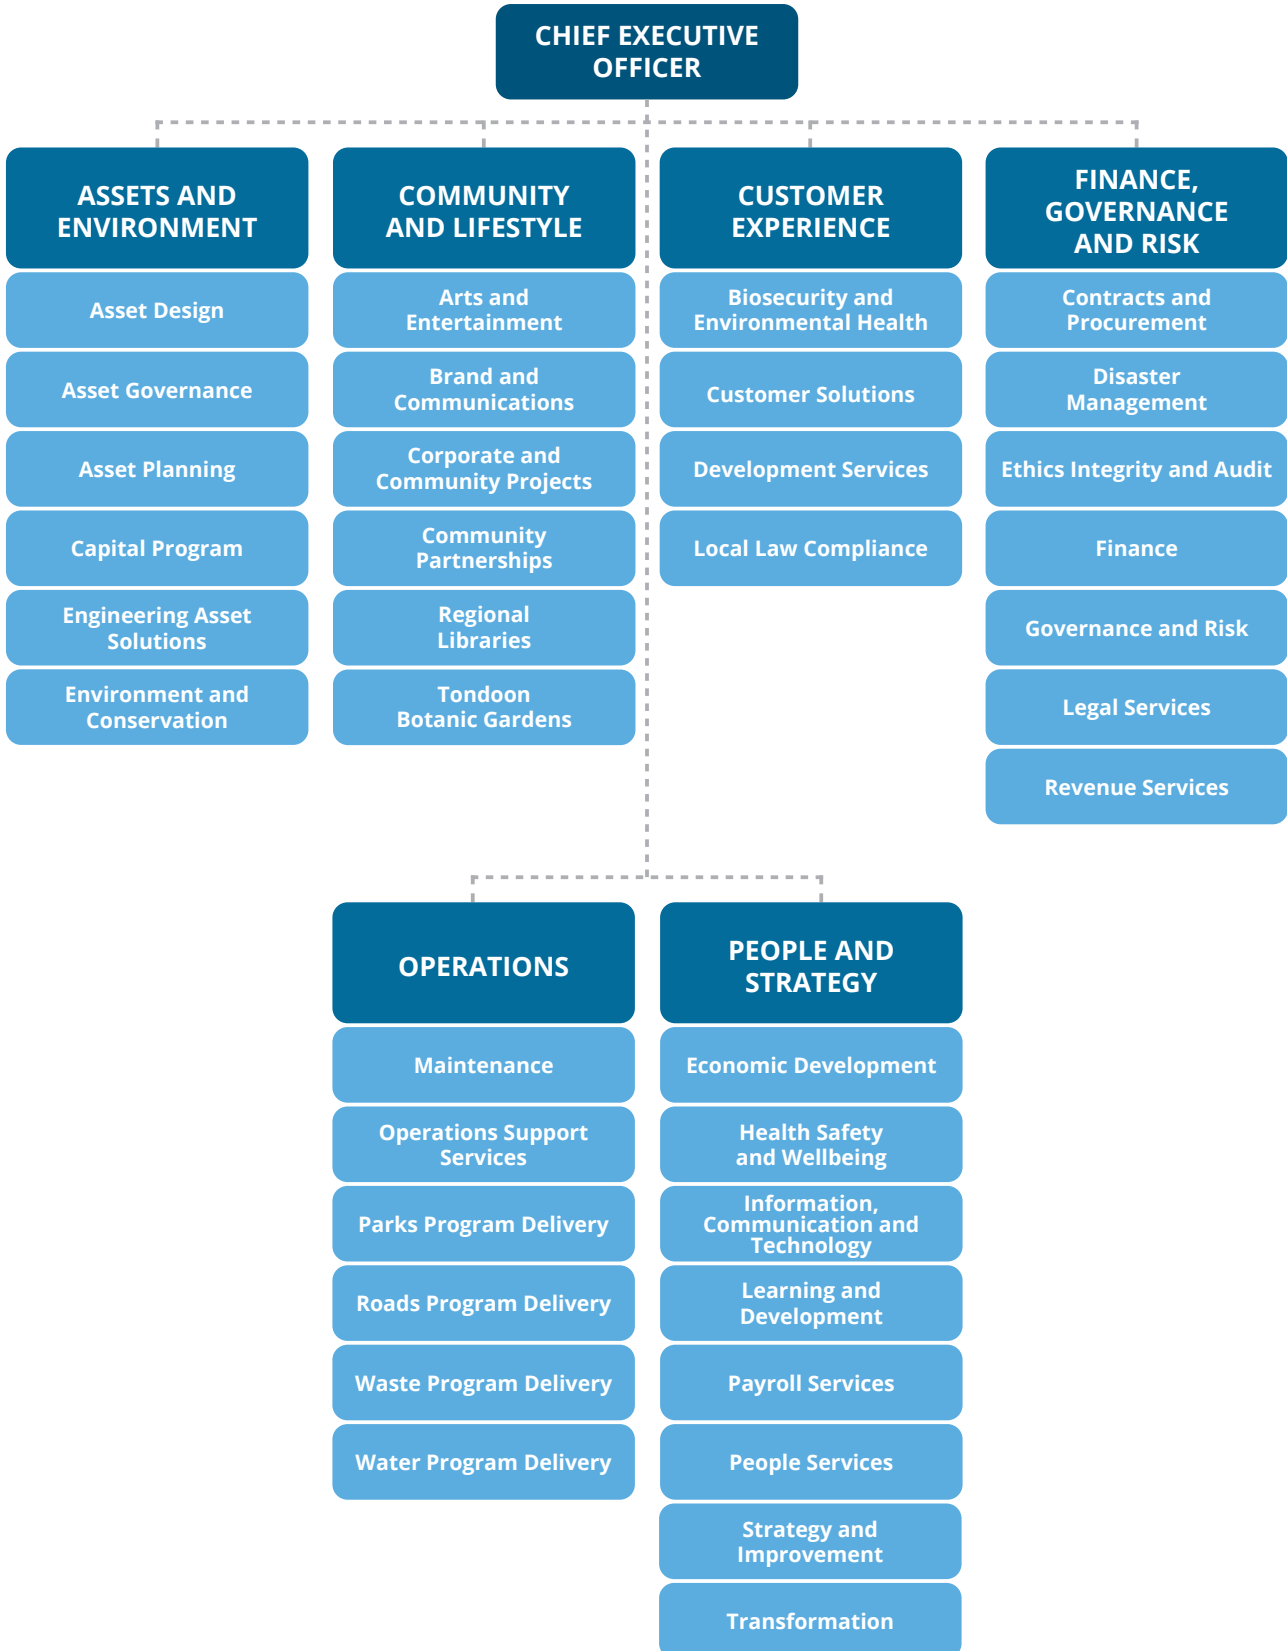 CHIEF EXECUTIVE
OFFICER
ASSETS AND
ENVIRONMENT
Asset Design
Asset Governance
Asset Planning
Capital Program
Engineering Asset
Solutions
Environment and
Conservation
COMMUNITY
AND LIFESTYLE
Arts and
Entertainment
Brand and
Communications
Corporate and
Community Projects
Community
Partnerships
Regional
Libraries
Tondoon
Botanic Gardens
CUSTOMER
EXPERIENCE
Biosecurity and
Environmental Health
Customer Solutions
Development Services
Local Law Compliance
FINANCE,
GOVERNANCE
AND RISK
Contracts and
Procurement
Disaster
Management
Ethics Integrity and Audit
Finance
Governance and Risk
Legal Services
Revenue Services
OPERATIONS
Maintenance
Operations Support
Services
Parks Program Delivery
Roads Program Delivery
Waste Program Delivery
Water Program Delivery
PEOPLE AND
STRATEGY
Economic Development
Health Safety
and Wellbeing
Information,
Communication and
Technology
Learning and
Development
Payroll Services
People Services
Strategy and
Improvement
Transformation